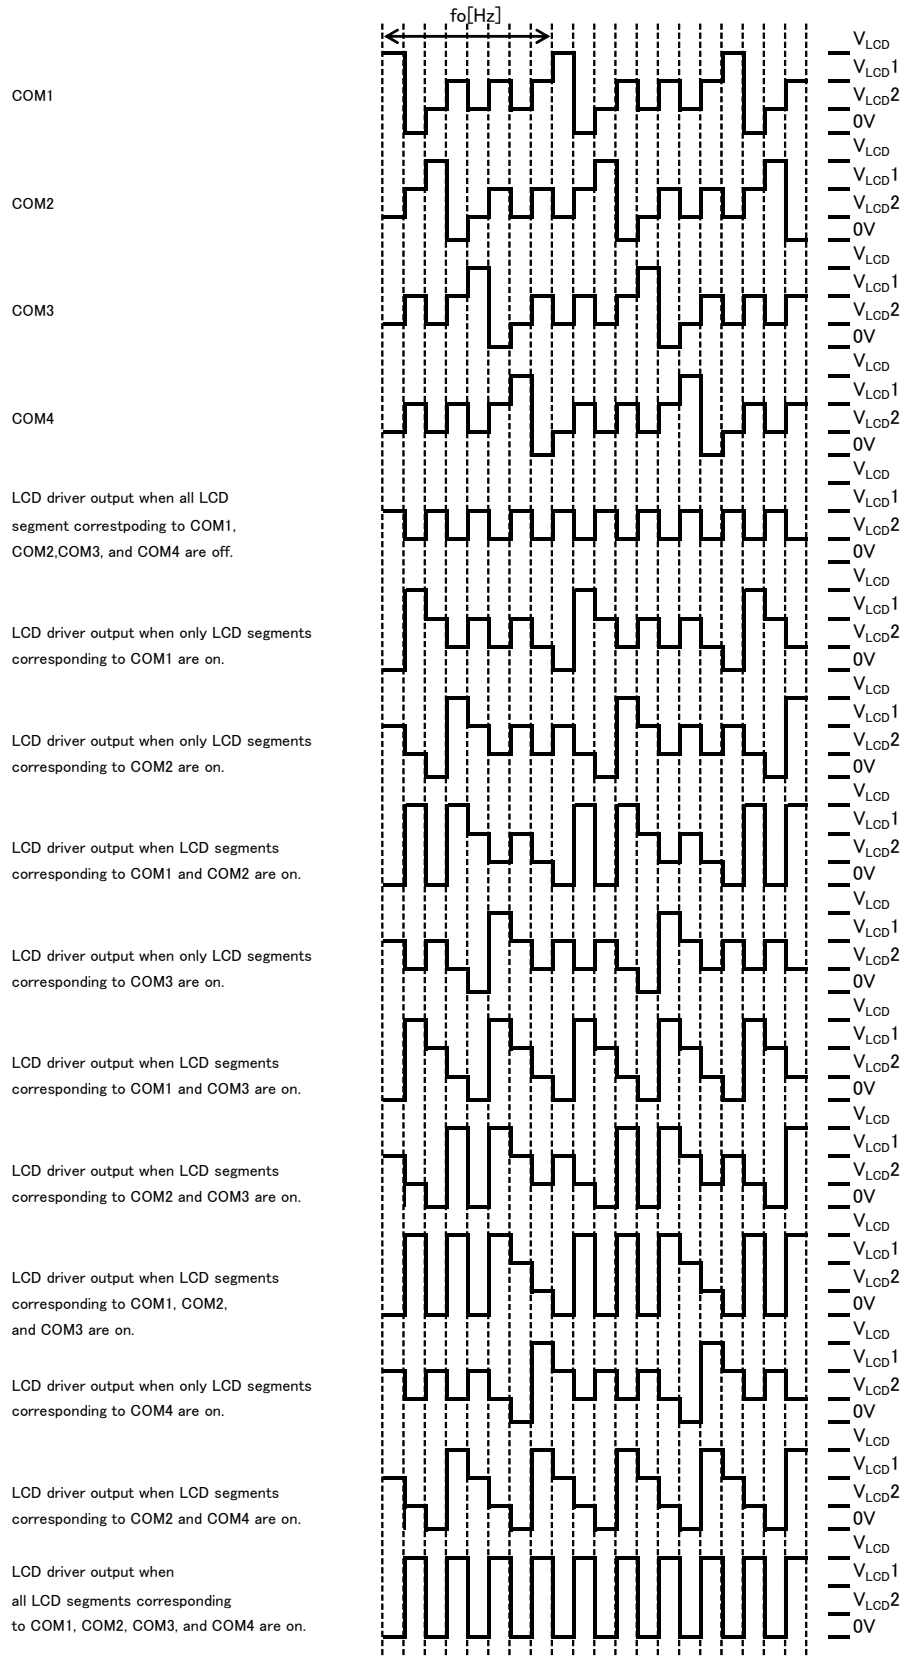 fo[Hz]
VLCD
VLCD1
COM1
VLCD2
0V
VLCD
VLCD1
COM2
VLCD2
0V
VLCD
VLCD1
COM3
VLCD2
0V
VLCD
VLCD1
COM4
VLCD2
0V
VLCD
LCD driver output when all LCD
segment correstpoding to COM1,
COM2,COM3, and COM4 are off.
VLCD1
VLCD2
0V
VLCD
VLCD1
LCD driver output when only LCD segments
corresponding to COM1 are on.
VLCD2
0V
VLCD
VLCD1
LCD driver output when only LCD segments
corresponding to COM2 are on.
VLCD2
0V
VLCD
VLCD1
LCD driver output when LCD segments
corresponding to COM1 and COM2 are on.
VLCD2
0V
VLCD
VLCD1
LCD driver output when only LCD segments
corresponding to COM3 are on.
VLCD2
0V
VLCD
VLCD1
LCD driver output when LCD segments
corresponding to COM1 and COM3 are on.
VLCD2
0V
VLCD
VLCD1
LCD driver output when LCD segments
corresponding to COM2 and COM3 are on.
VLCD2
0V
VLCD
VLCD1
LCD driver output when LCD segments
corresponding to COM1, COM2,
and COM3 are on.
VLCD2
0V
VLCD
VLCD1
LCD driver output when only LCD segments
corresponding to COM4 are on.
VLCD2
0V
VLCD
VLCD1
LCD driver output when LCD segments
corresponding to COM2 and COM4 are on.
VLCD2
0V
VLCD
LCD driver output when
all LCD segments corresponding
to COM1, COM2, COM3, and COM4 are on.
VLCD1
VLCD2
0V